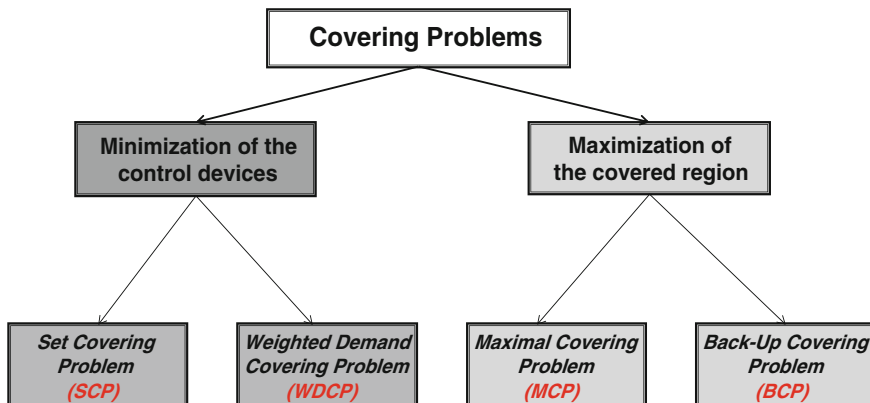 Covering Problems
Minimization of the
control devices
Maximization of
the covered region
Set Covering
Problem
(SCP)
Weighted Demand
Covering Problem
(WDCP)
Maximal Covering
Problem
(MCP)
Back-Up Covering
Problem
(BCP)